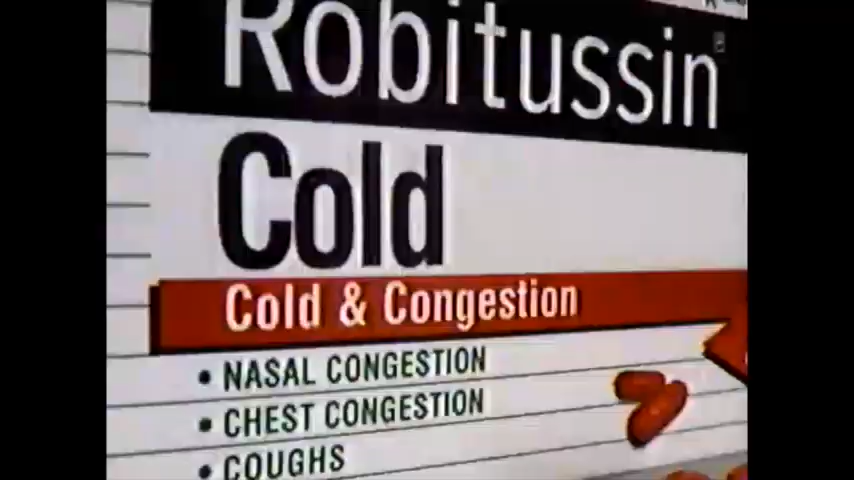 Robitussin®
Cold
Cold & Congestion
• NASAL CONGESTION
• CHEST CONGESTION
• COUGHS